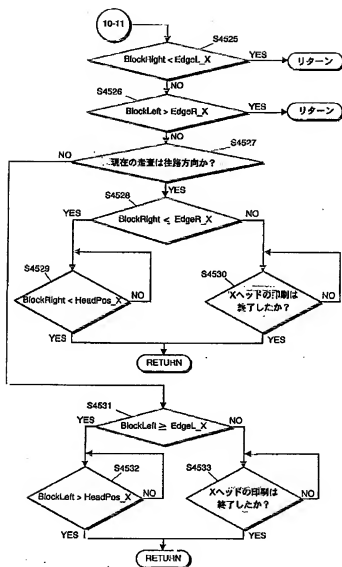 10-11
S4525
BlockRight < EdgeL_X
YES
リターン
NO
S4526
BlockLeft > EdgeR_X
YES
リターン
NO
S4527
NO
現在の走査は往路方向か?
YES
S4528
YES
BlockRight ≤ EdgeR_X
NO
S4529
BlockRight < HeadPos_X
NO
YES
S4530
Xヘッドの印刷は
終了したか?
NO
YES
RETURN
S4531
YES
BlockLeft ≥ EdgeL_X
NO
S4532
BlockLeft > HeadPos_X
NO
YES
S4533
Xヘッドの印刷は
終了したか?
NO
YES
RETURN